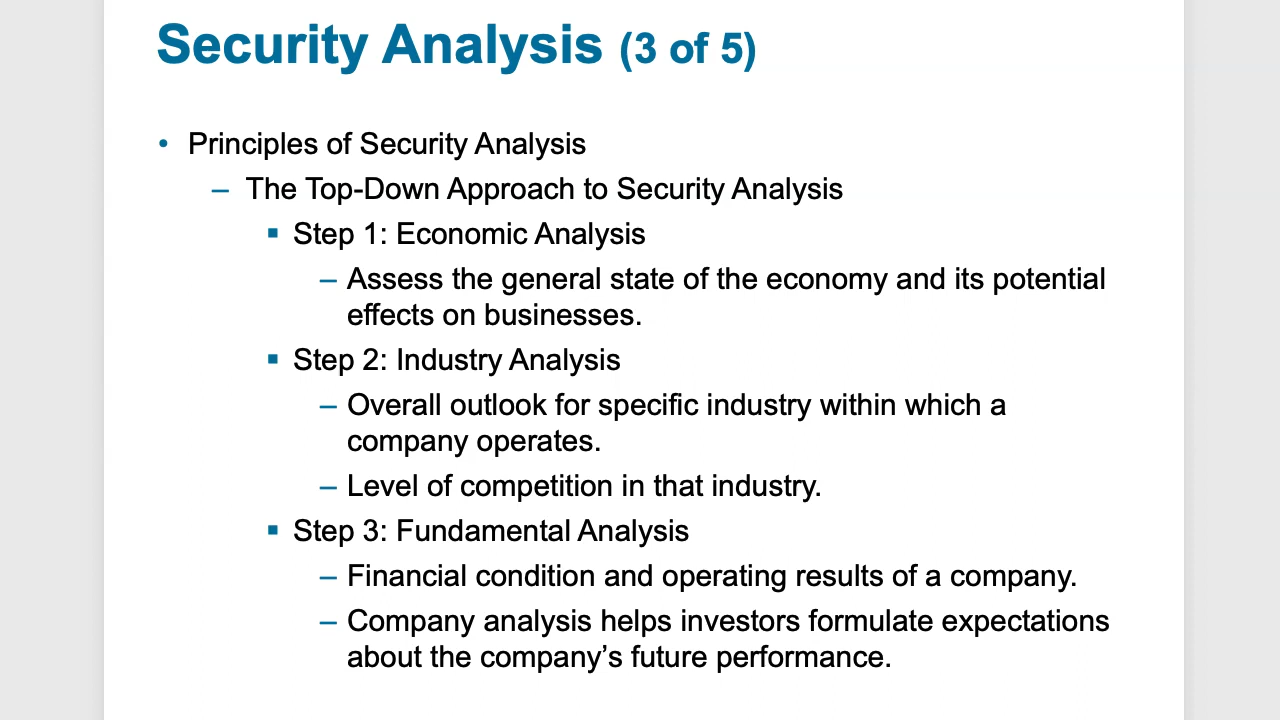 Security Analysis (3 of 5)
• Principles of Security Analysis
– The Top-Down Approach to Security Analysis
▪ Step 1: Economic Analysis
– Assess the general state of the economy and its potential
effects on businesses.
▪ Step 2: Industry Analysis
– Overall outlook for specific industry within which a
company operates.
– Level of competition in that industry.
▪ Step 3: Fundamental Analysis
– Financial condition and operating results of a company.
– Company analysis helps investors formulate expectations
about the company’s future performance.